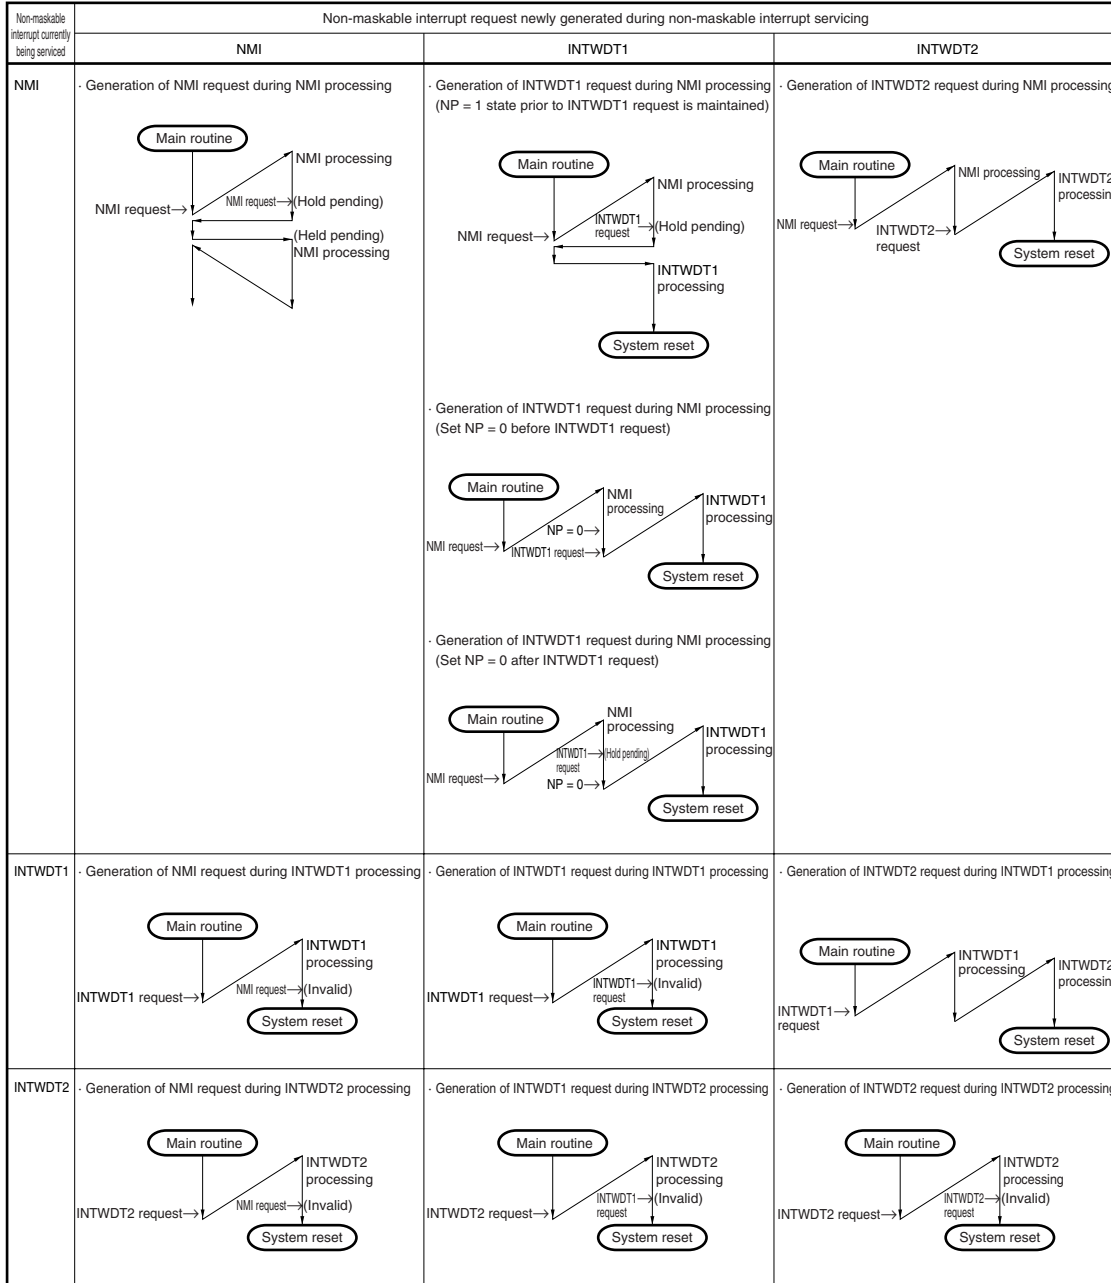 Non-maskable
interrupt currently
being serviced
Non-maskable interrupt request newly generated during non-maskable interrupt servicing
NMI
INTWDT1
INTWDT2
NMI
· Generation of NMI request during NMI processing
Main routine
NMI processing
NMI request→
NMI request→(Hold pending)
(Held pending)
NMI processing
· Generation of INTWDT1 request during NMI processing
(NP = 1 state prior to INTWDT1 request is maintained)
Main routine
NMI processing
NMI request→
INTWDT1
request →(Hold pending)
INTWDT1
processing
System reset
· Generation of INTWDT1 request during NMI processing
(Set NP = 0 before INTWDT1 request)
Main routine
NMI
processing
INTWDT1
processing
NP = 0→
NMI request→
INTWDT1 request→
System reset
· Generation of INTWDT1 request during NMI processing
(Set NP = 0 after INTWDT1 request)
Main routine
NMI
processing
INTWDT1
processing
INTWDT1→(Hold pending)
request
NMI request→
NP = 0→
System reset
· Generation of INTWDT2 request during NMI processing
Main routine
NMI processing
INTWDT2
processin
NMI request→
INTWDT2→
request
System reset
INTWDT1
· Generation of NMI request during INTWDT1 processing
Main routine
INTWDT1
processing
INTWDT1 request→
NMI request→(Invalid)
System reset
· Generation of INTWDT1 request during INTWDT1 processing
Main routine
INTWDT1
processing
INTWDT1 request→
INTWDT1→(Invalid)
request
System reset
· Generation of INTWDT2 request during INTWDT1 processing
Main routine
INTWDT1
processing
INTWDT2
processin
INTWDT1→
request
System reset
INTWDT2
· Generation of NMI request during INTWDT2 processing
Main routine
INTWDT2
processing
INTWDT2 request→
NMI request→(Invalid)
System reset
· Generation of INTWDT1 request during INTWDT2 processing
Main routine
INTWDT2
processing
INTWDT2 request→
INTWDT1→(Invalid)
request
System reset
· Generation of INTWDT2 request during INTWDT2 processing
Main routine
INTWDT2
processing
INTWDT2 request→
INTWDT2→(Invalid)
request
System reset